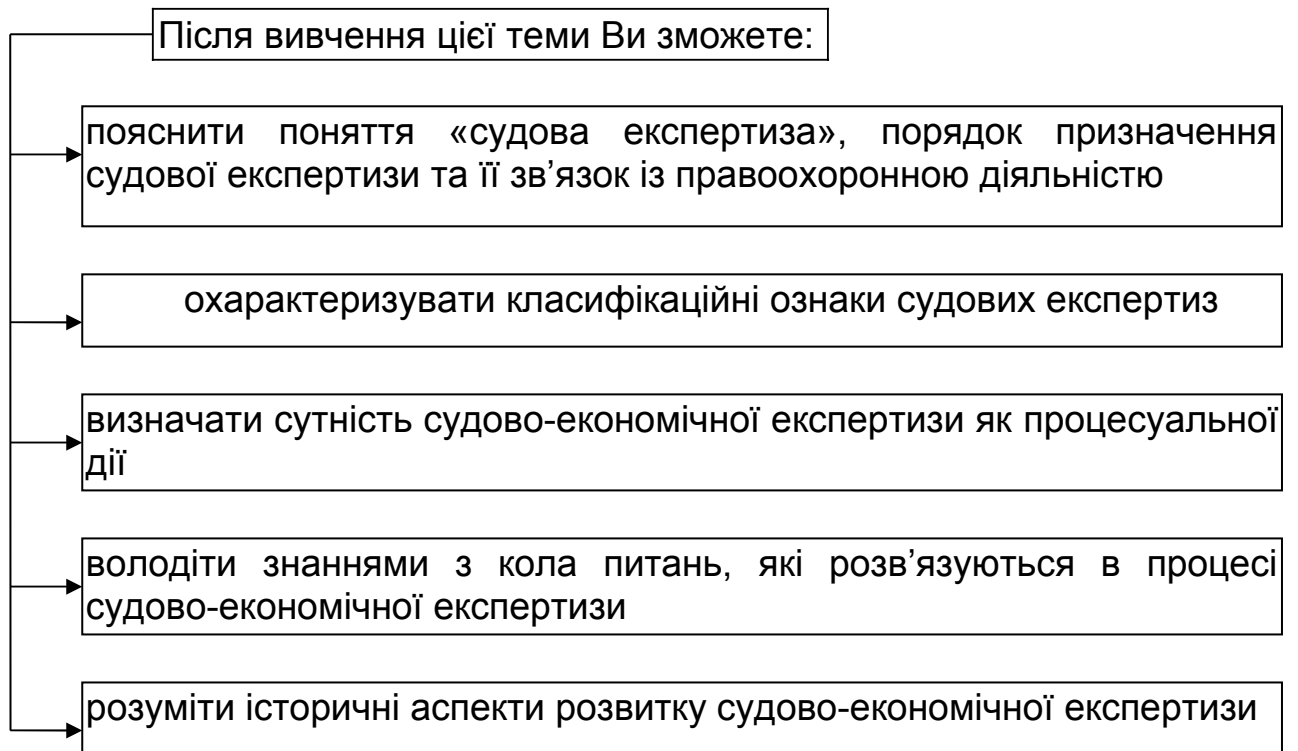 Після вивчення цієї теми Ви зможете:
пояснити поняття «судова експертиза», порядок призначення
судової експертизи та її зв’язок із правоохоронною діяльністю
охарактеризувати класифікаційні ознаки судових експертиз
визначати сутність судово-економічної експертизи як процесуальної
дії
володіти знаннями з кола питань, які розв’язуються в процесі
судово-економічної експертизи
розуміти історичні аспекти розвитку судово-економічної експертизи